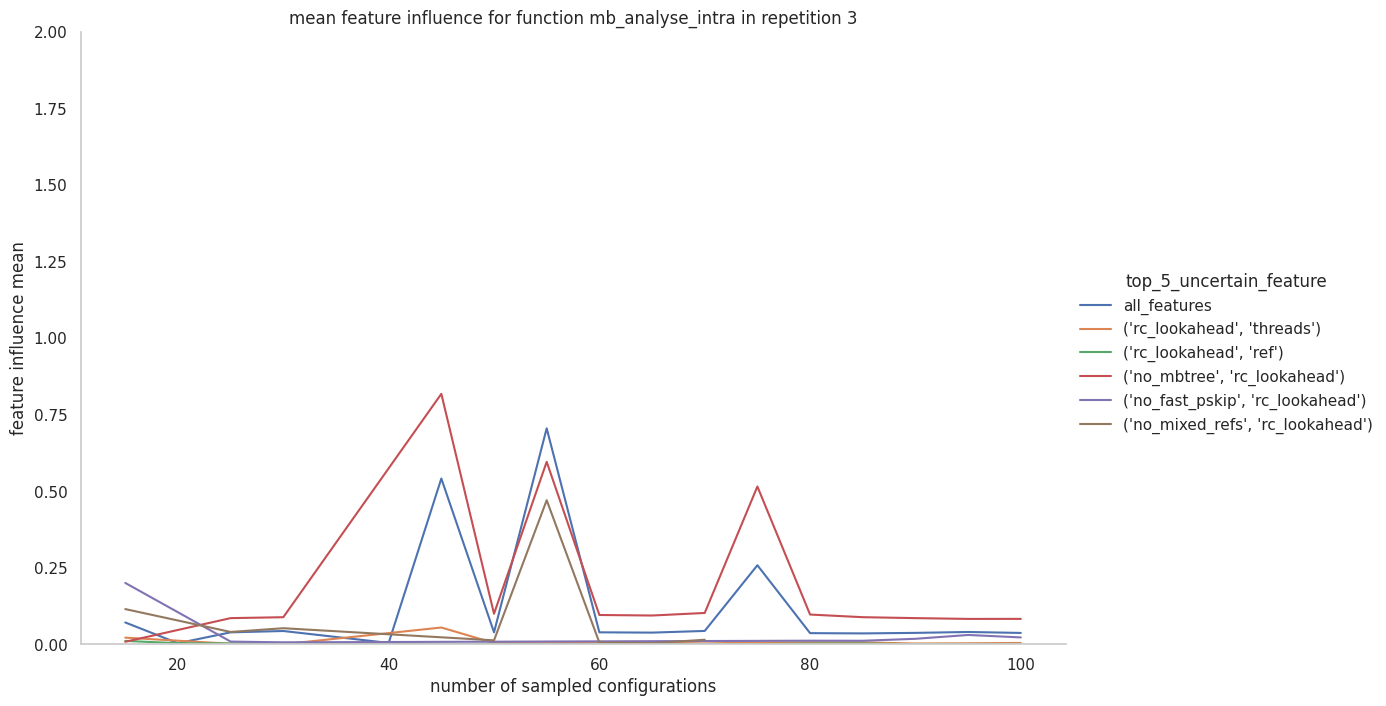 mean feature influence for function mb_analyse_intra in repetition 3
2.00
1.75
1.50
1.25
1.00
0.75
0.50
0.25
0.00
feature influence mean
20
40
60
80
100
number of sampled configurations
top_5_uncertain_feature
all_features
('rc_lookahead', 'threads')
('rc_lookahead', 'ref')
('no_mbtree', 'rc_lookahead')
('no_fast_pskip', 'rc_lookahead')
('no_mixed_refs', 'rc_lookahead')